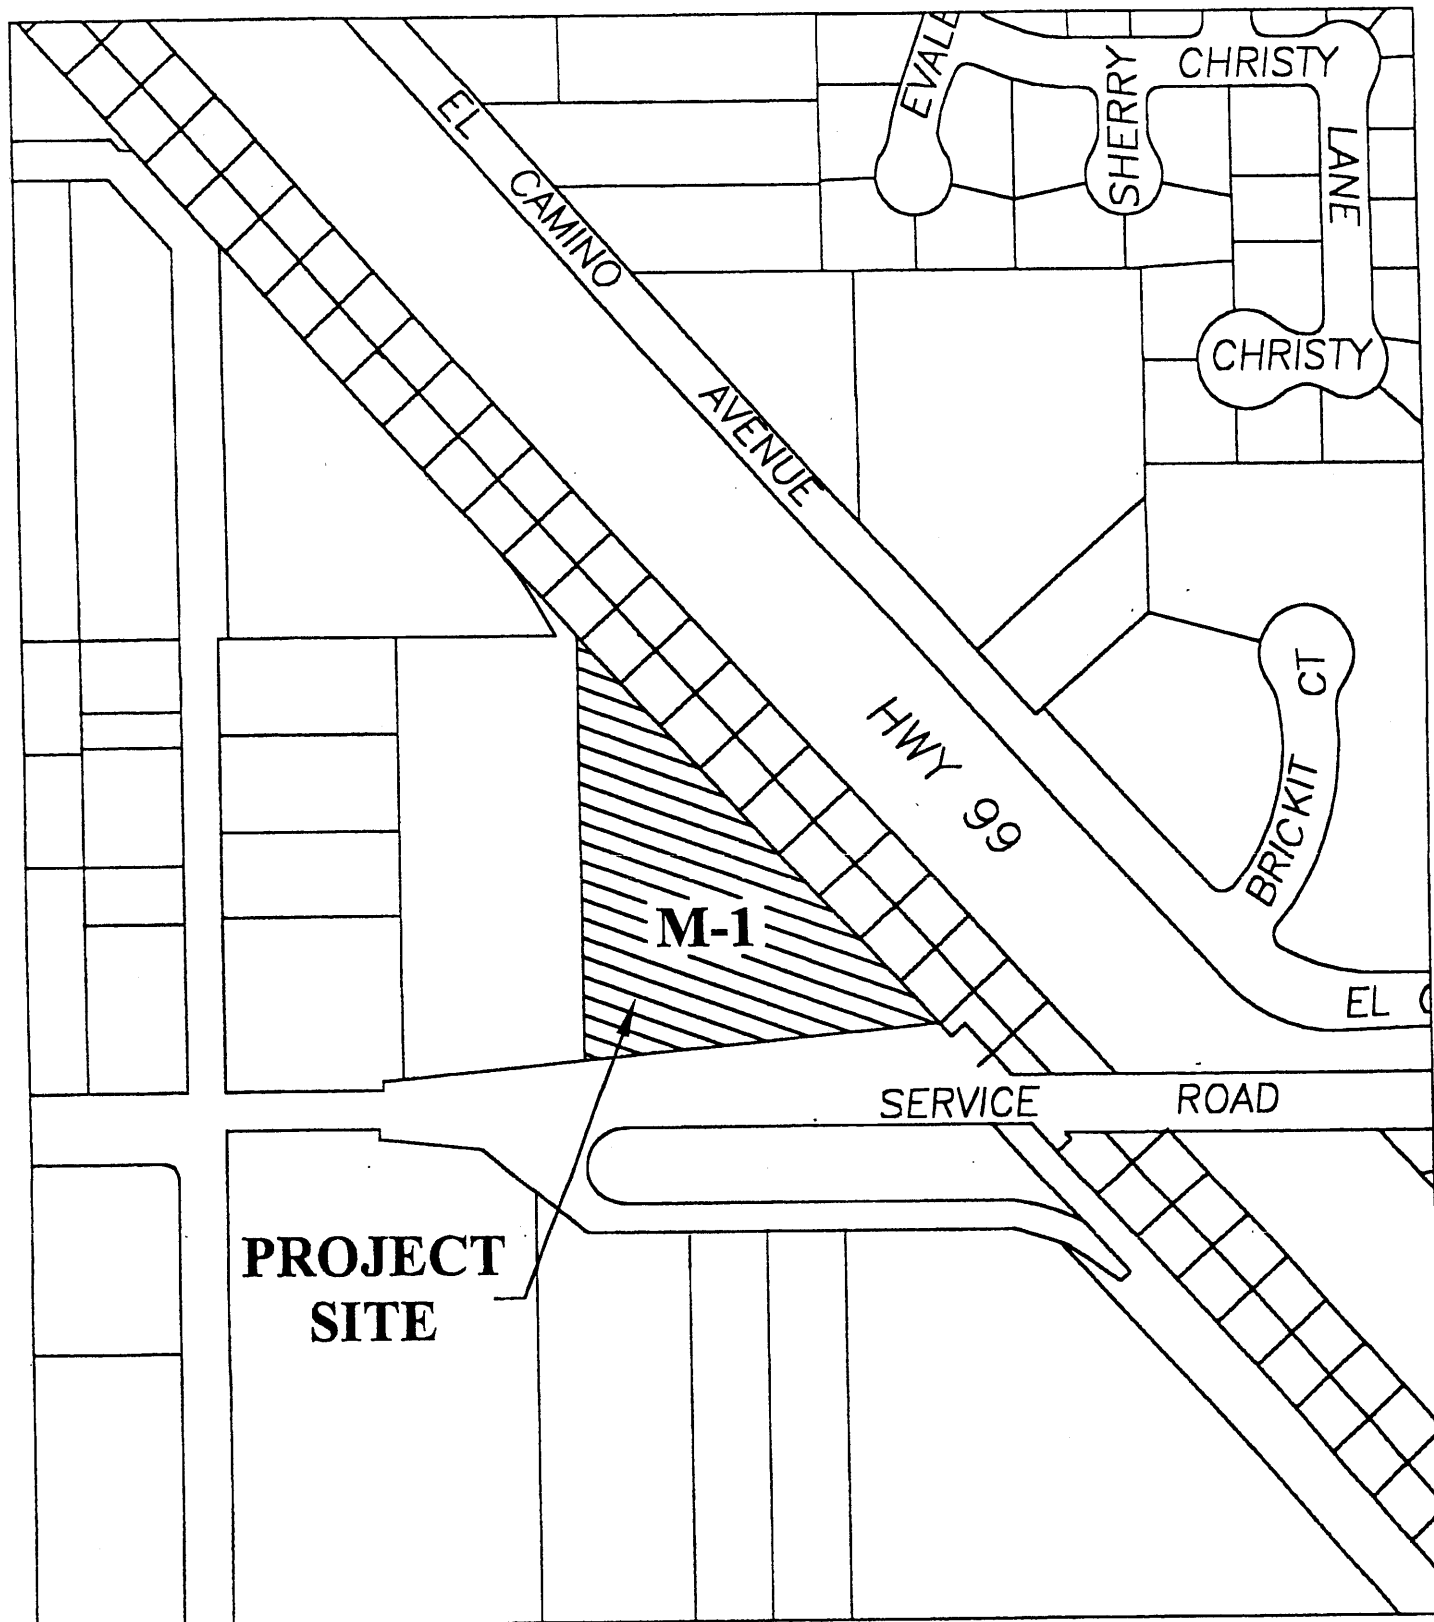 EVALE
SHERRY
CHRISTY
LANE
CHRISTY
EL CAMINO AVENUE
HWY 99
BRICKIT CT
M-1
EL C
SERVICE ROAD
PROJECT
SITE